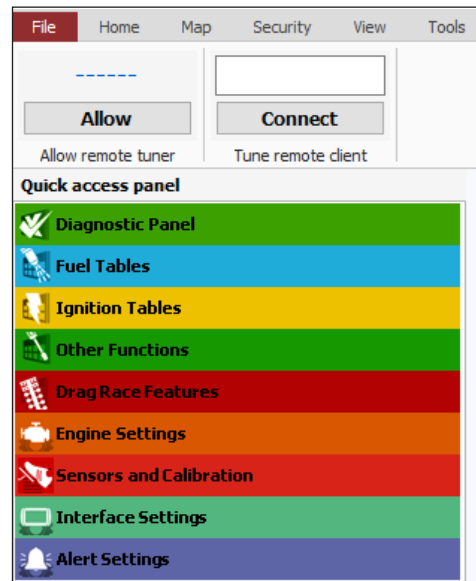 File Home Map Security View Tools
------
Allow Connect
Allow remote tuner Tune remote client
Quick access panel
Diagnostic Panel
Fuel Tables
Ignition Tables
Other Functions
Drag Race Features
Engine Settings
Sensors and Calibration
Interface Settings
Alert Settings